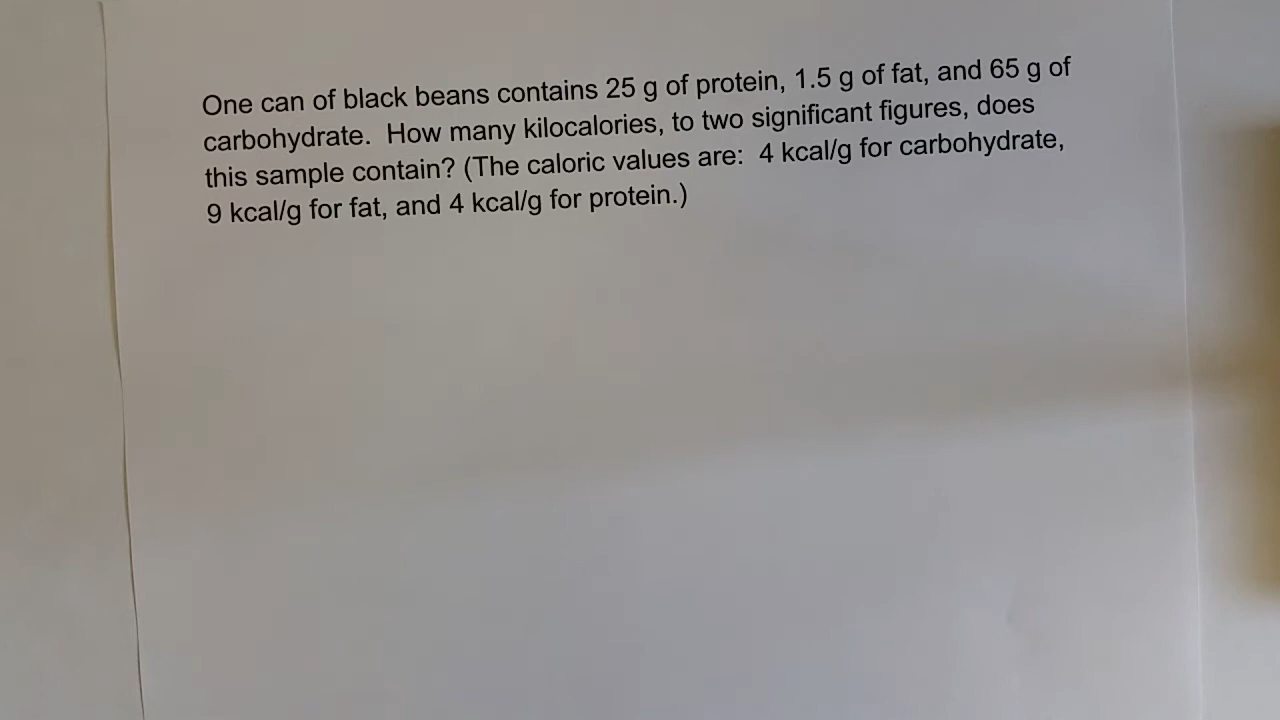 One can of black beans contains 25 g of protein, 1.5 g of fat, and 65 g of
carbohydrate.  How many kilocalories, to two significant figures, does
this sample contain? (The caloric values are:  4 kcal/g for carbohydrate,
9 kcal/g for fat, and 4 kcal/g for protein.)